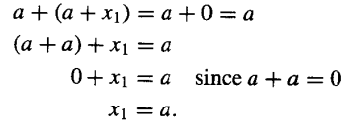 a + (a + x₁) = a + 0 = a
(a + a) + x₁ = a
0 + x₁ = a since a + a = 0
x₁ = a.